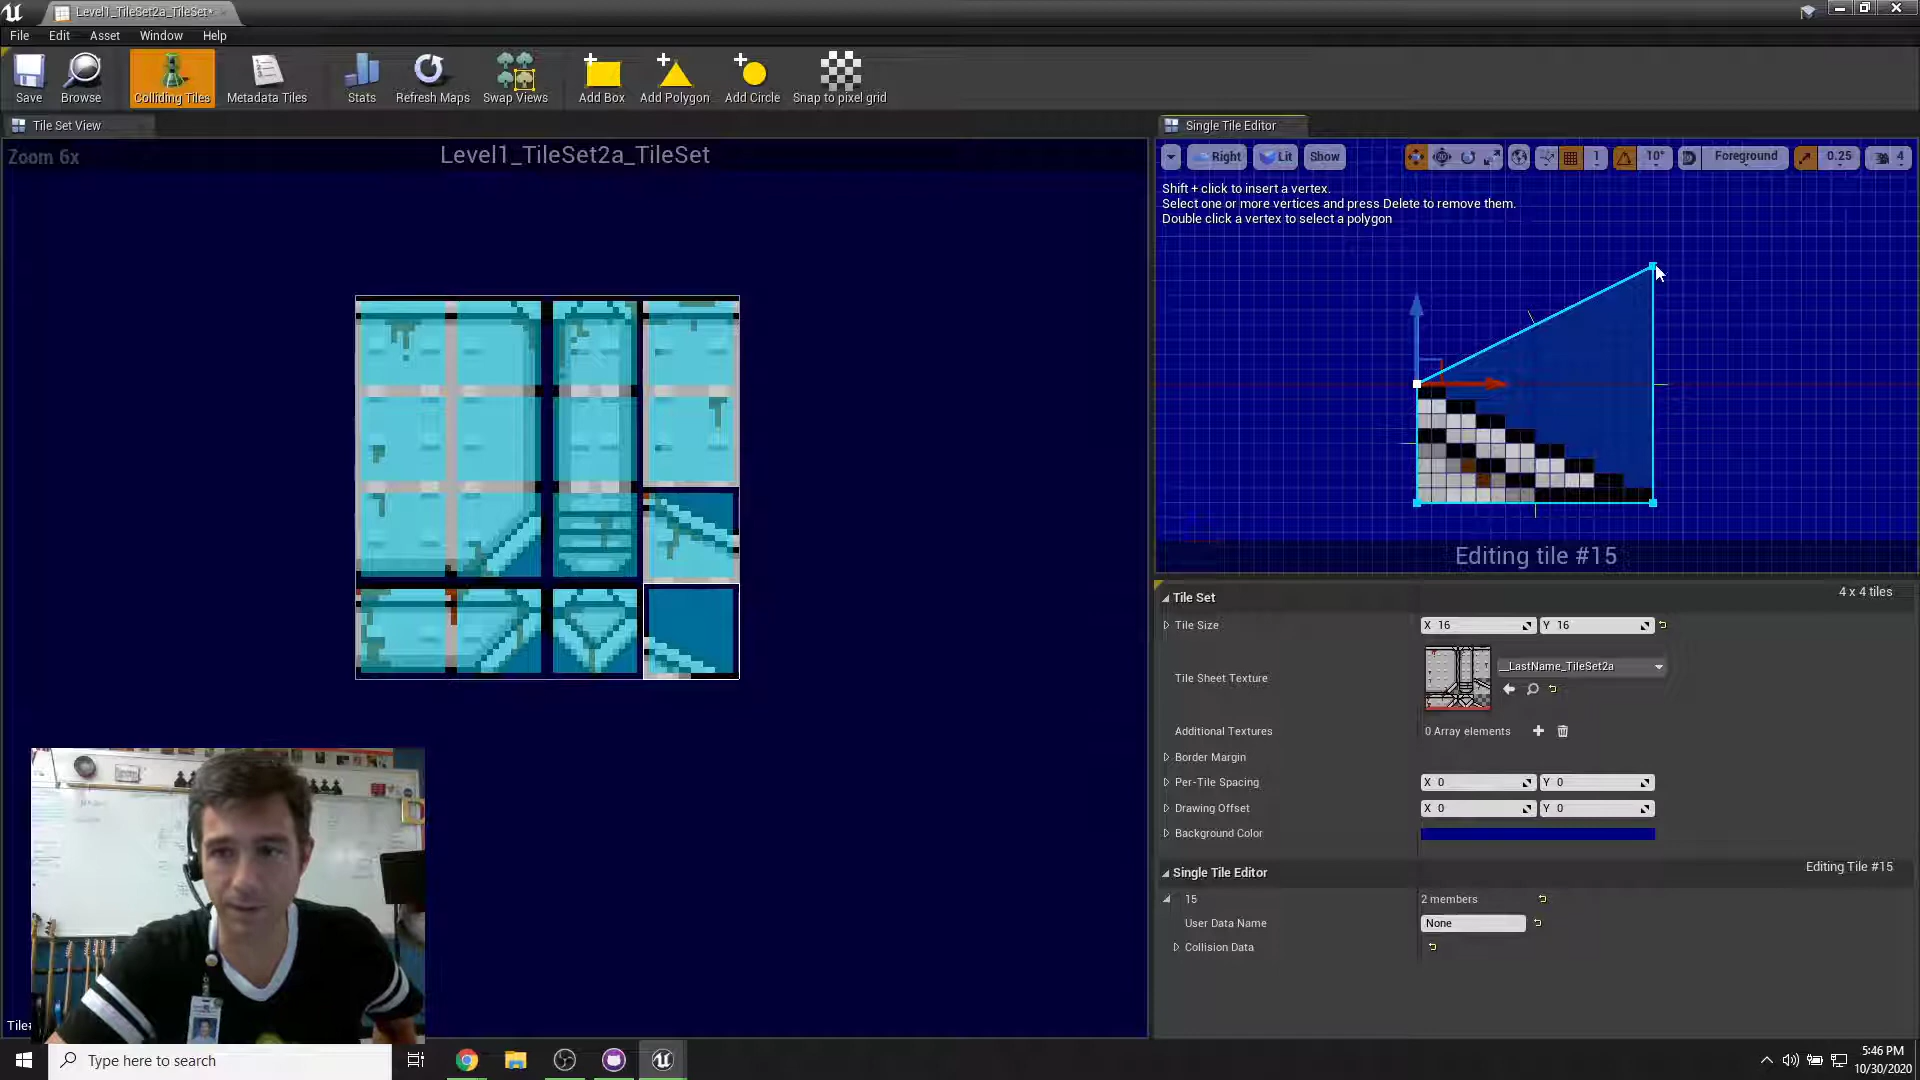 Level1_TileSet2a_TileSet*
File Edit Asset Window Help
Save Browse Colliding Tiles Metadata Tiles Stats Refresh Maps Swap Views Add Box Add Polygon Add Circle Snap to pixel grid
Tile Set View
Zoom 6x
Level1_TileSet2a_TileSet
Single Tile Editor
Right Lit Show 1 10° Foreground 0.25 4
Shift + click to insert a vertex.
Select one or more vertices and press Delete to remove them.
Double click a vertex to select a polygon
Editing tile #15
Tile Set 4 x 4 tiles
Tile Size X 16 Y 16
Tile Sheet Texture __LastName_TileSet2a
Additional Textures 0 Array elements
Border Margin
Per-Tile Spacing X 0 Y 0
Drawing Offset X 0 Y 0
Background Color
Single Tile Editor Editing Tile #15
15 2 members
User Data Name None
Collision Data
Type here to search
5:46 PM
10/30/2020